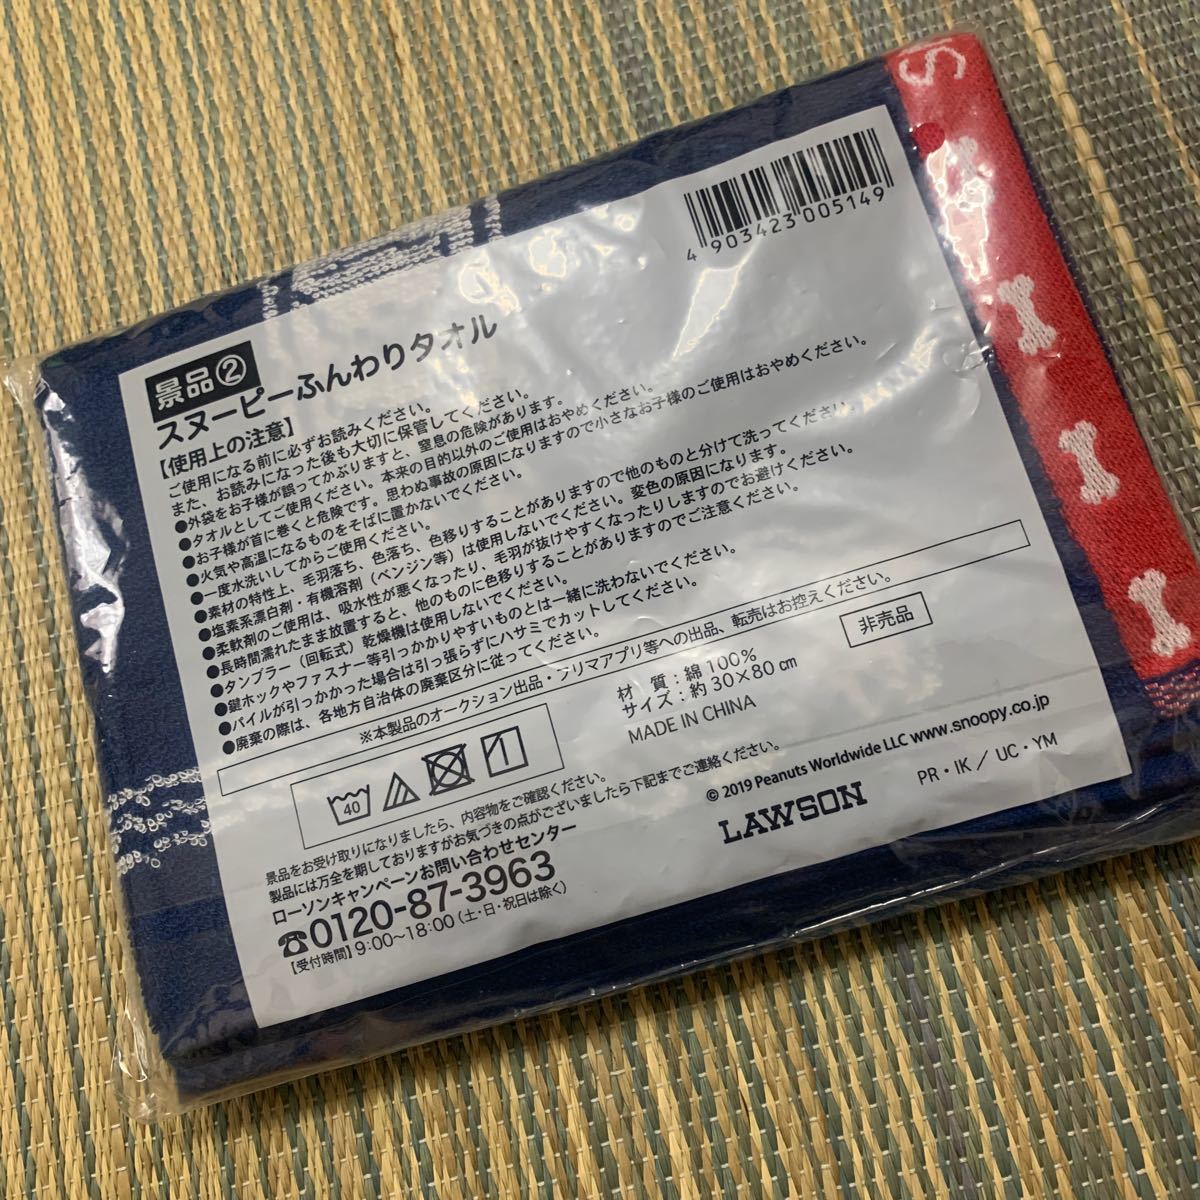 S
4 903423 005149
景品②
スヌーピーふんわりタオル
【使用上の注意】
ご使用になる前に必ずお読みください。
また、お読みになった後も大切に保管してください。
●外袋をお子様が誤ってかぶりますと、窒息の危険があります。
●タオルとしてご使用ください。本来の目的以外のご使用はおやめください。
●お子様が首に巻くと危険です。思わぬ事故の原因になりますので小さなお子様のご使用はおやめください。
●火気や高温になるものをそばに置かないでください。
●一度水洗いしてからご使用ください。
●素材の特性上、毛羽落ち、色落ち、色移りすることがありますので他のものと分けて洗ってください。
●塩素系漂白剤・有機溶剤（ベンジン等）は使用しないでください。変色の原因になります。
●柔軟剤のご使用は、吸水性が悪くなったり、毛羽が抜けやすくなったりしますのでお避けください。
●長時間濡れたまま放置すると、他のものに色移りすることがありますのでご注意ください。
●タンブラー（回転式）乾燥機は使用しないでください。
●鍵ホックやファスナー等引っかかりやすいものとは一緒に洗わないでください。
●パイルが引っかかった場合は引っ張らずにハサミでカットしてください。
●廃棄の際は、各地方自治体の廃棄区分に従ってください。
※本製品のオークション出品・フリマアプリ等への出品、転売はお控えください。
40
材 質：綿 100%
サイズ：約 30×80 ㎝
MADE IN CHINA
非売品
景品をお受け取りになりましたら、内容物をご確認ください。
製品には万全を期しておりますがお気づきの点がございましたら下記までご連絡ください。
ローソンキャンペーンお問い合わせセンター
☎0120-87-3963
【受付時間】9:00~18:00（土・日・祝日は除く）
© 2019 Peanuts Worldwide LLC www.snoopy.co.jp
LAWSON
PR・IK / UC・YM